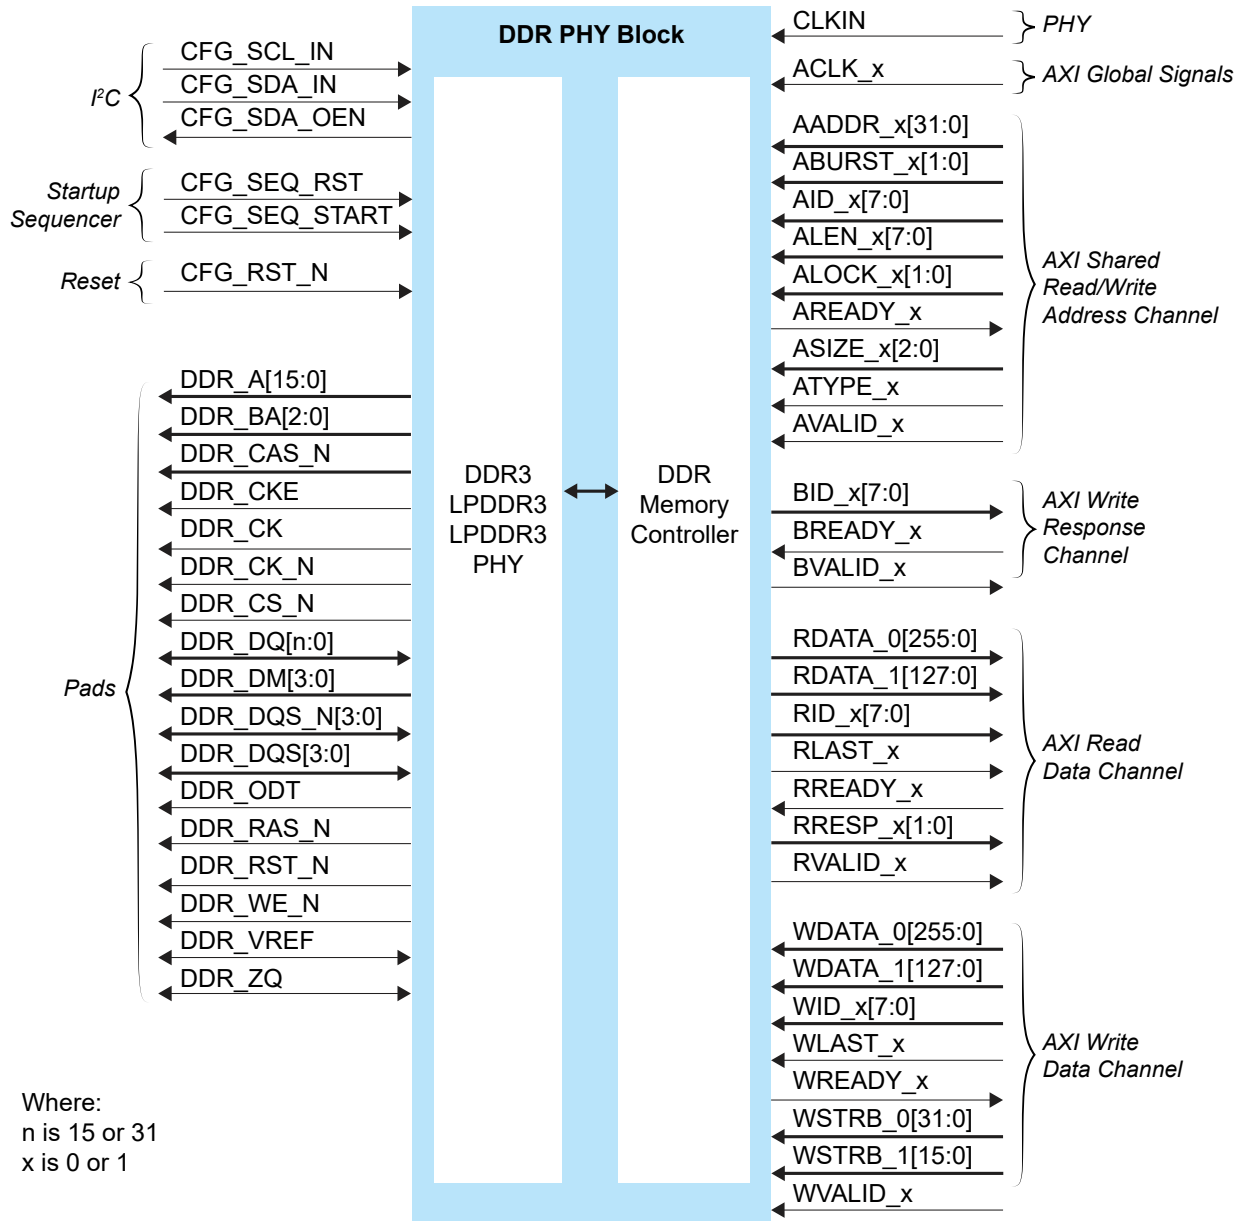 DDR PHY Block
I²C
CFG_SCL_IN
CFG_SDA_IN
CFG_SDA_OEN
Startup
Sequencer
CFG_SEQ_RST
CFG_SEQ_START
Reset
CFG_RST_N
Pads
DDR_A[15:0]
DDR_BA[2:0]
DDR_CAS_N
DDR_CKE
DDR_CK
DDR_CK_N
DDR_CS_N
DDR_DQ[n:0]
DDR_DM[3:0]
DDR_DQS_N[3:0]
DDR_DQS[3:0]
DDR_ODT
DDR_RAS_N
DDR_RST_N
DDR_WE_N
DDR_VREF
DDR_ZQ
Where:
n is 15 or 31
x is 0 or 1
DDR3
LPDDR3
LPDDR3
PHY
DDR
Memory
Controller
CLKIN
PHY
ACLK_x
AXI Global Signals
AADDR_x[31:0]
ABURST_x[1:0]
AID_x[7:0]
ALEN_x[7:0]
ALOCK_x[1:0]
AREADY_x
ASIZE_x[2:0]
ATYPE_x
AVALID_x
AXI Shared
Read/Write
Address Channel
BID_x[7:0]
BREADY_x
BVALID_x
AXI Write
Response
Channel
RDATA_0[255:0]
RDATA_1[127:0]
RID_x[7:0]
RLAST_x
RREADY_x
RRESP_x[1:0]
RVALID_x
AXI Read
Data Channel
WDATA_0[255:0]
WDATA_1[127:0]
WID_x[7:0]
WLAST_x
WREADY_x
WSTRB_0[31:0]
WSTRB_1[15:0]
WVALID_x
AXI Write
Data Channel